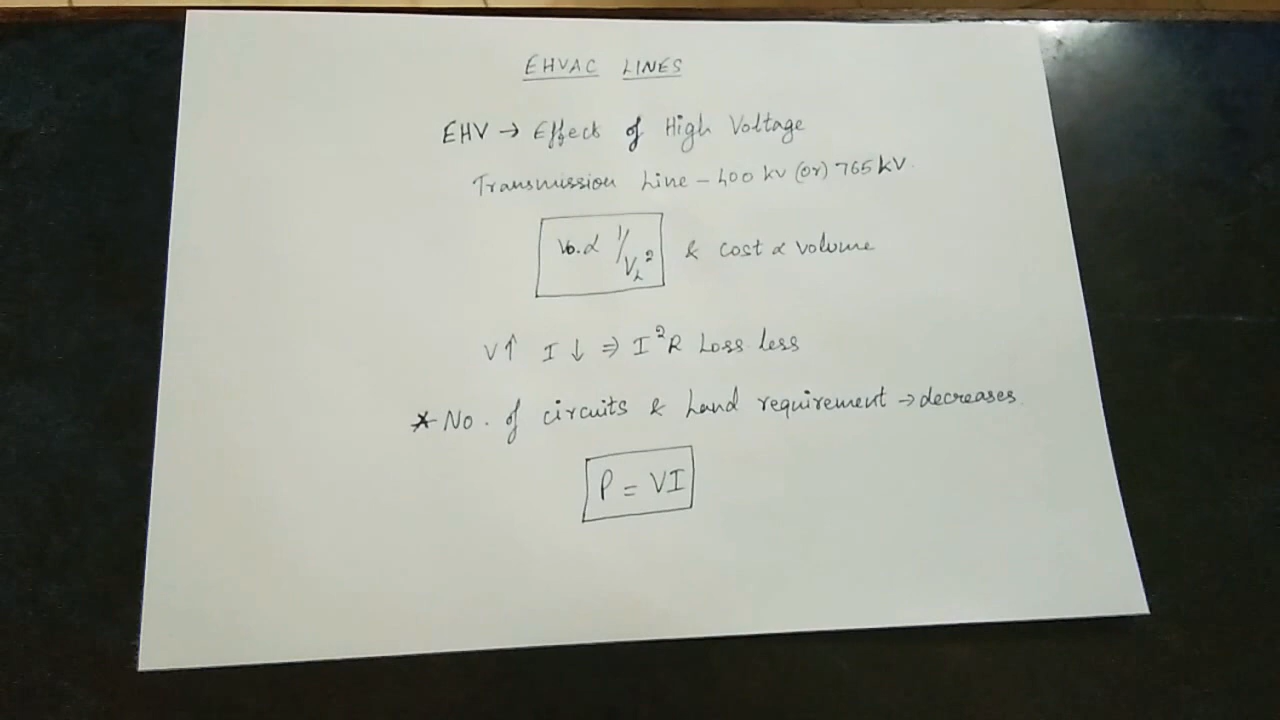 EHVAC LINES
EHV → Effect of High Voltage
Transmission Line - 400 kV (or) 765 kV.
Vo. α 1/V_L² & cost α volume
V↑ I↓ ⇒ I²R Loss less
* No. of circuits & Land requirement → decreases
P = VI